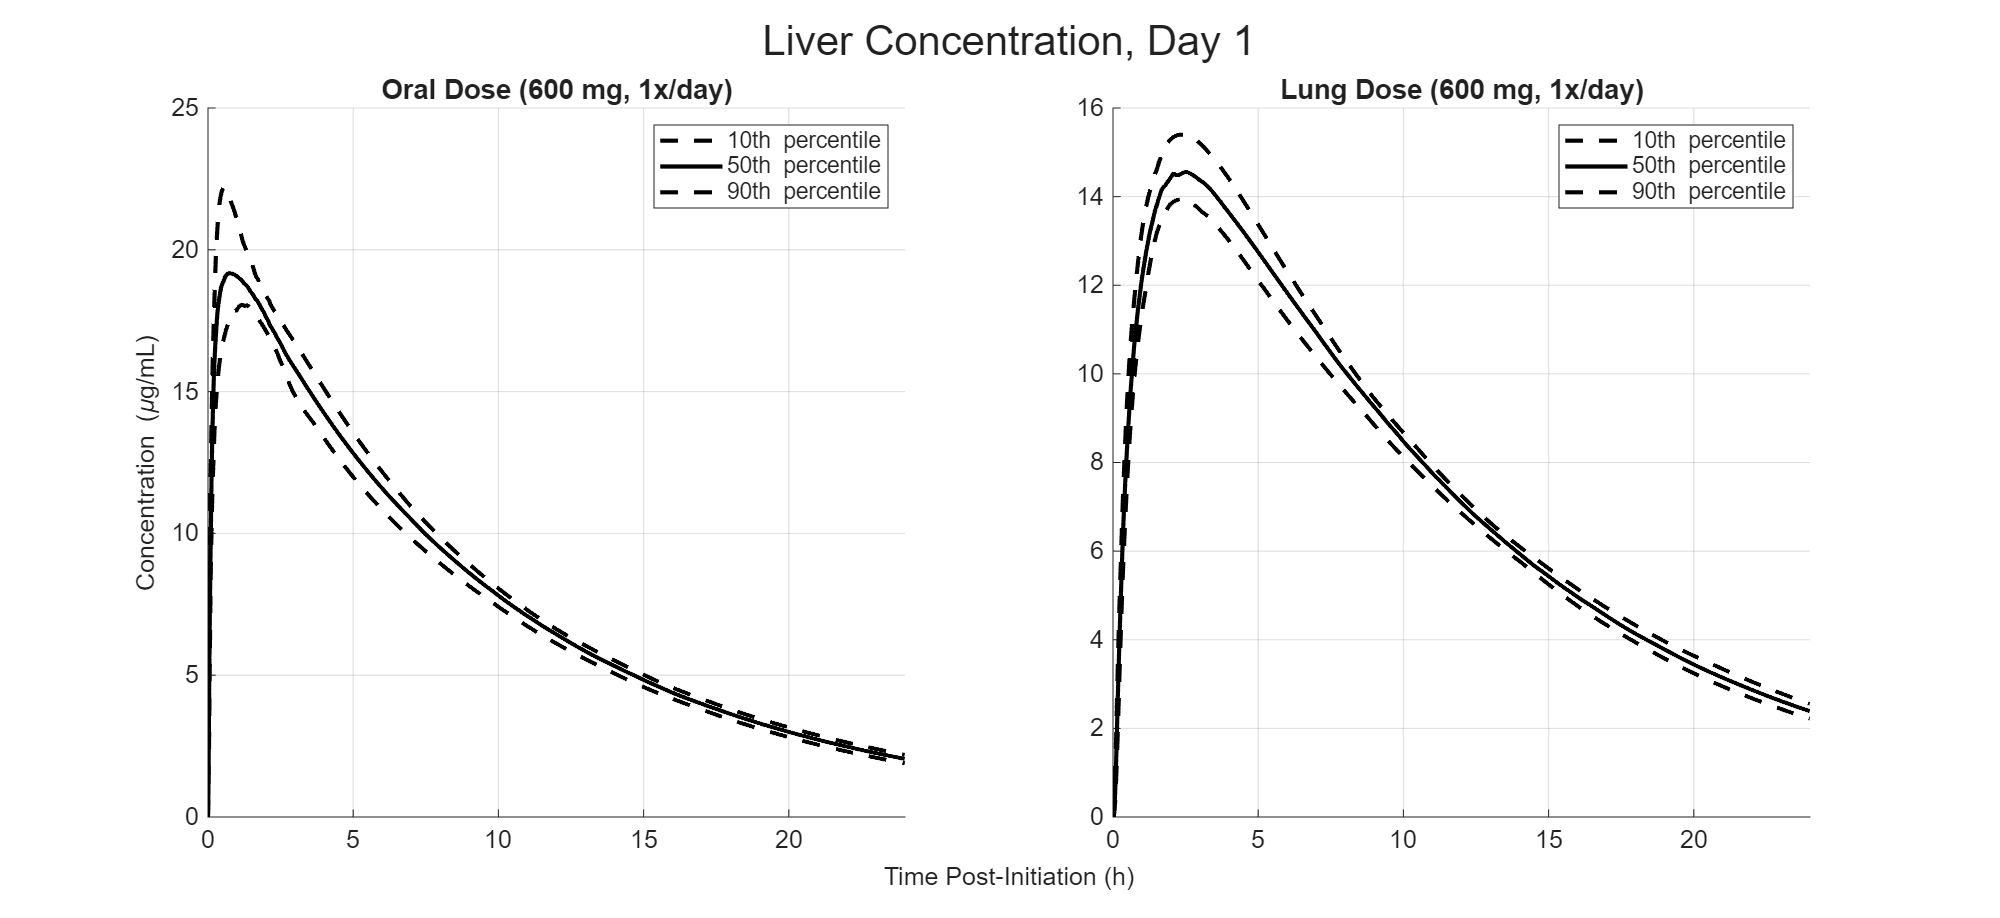 Liver Concentration, Day 1
Oral Dose (600 mg, 1x/day)
25
20
15
10
5
0
0 5 10 15 20
Concentration (μg/mL)
10th percentile
50th percentile
90th percentile
Lung Dose (600 mg, 1x/day)
16
14
12
10
8
6
4
2
0
0 5 10 15 20
10th percentile
50th percentile
90th percentile
Time Post-Initiation (h)